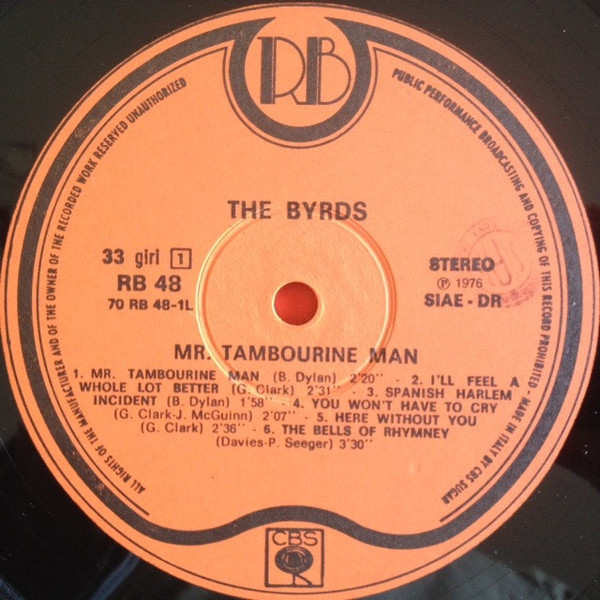 RB
ALL RIGHTS OF THE MANUFACTURER AND OF THE OWNER OF THE RECORDED WORK RESERVED UNAUTHORIZED
PUBLIC PERFORMANCE BROADCASTING AND COPYING OF THIS RECORD PROHIBITED - MADE IN ITALY BY CBS SUGAR
THE BYRDS
33 giri 1
RB 48
70 RB 48-1L
STEREO
Ⓟ 1976
SIAE - DR
MR. TAMBOURINE MAN
1. MR. TAMBOURINE MAN (B. Dylan) 2'20'' - 2. I'LL FEEL A
WHOLE LOT BETTER (G. Clark) 2'31'' - 3. SPANISH HARLEM
INCIDENT (B. Dylan) 1'58'' - 4. YOU WON'T HAVE TO CRY
(G. Clark-J. McGuinn) 2'07'' - 5. HERE WITHOUT YOU
(G. Clark) 2'36'' - 6. THE BELLS OF RHYMNEY
(Davies-P. Seeger) 3'30''
CBS